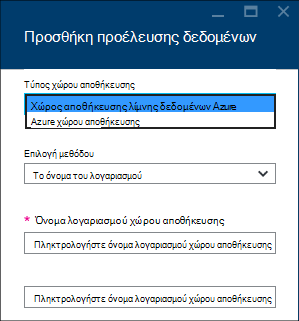 Προσθήκη προέλευσης δεδομένων
Τύπος χώρου αποθήκευσης
Χώρος αποθήκευσης λίμνης δεδομένων Azure
Azure χώρου αποθήκευσης
Επιλογή μεθόδου
Το όνομα του λογαριασμού
* Όνομα λογαριασμού χώρου αποθήκευσης
Πληκτρολογήστε όνομα λογαριασμού χώρου αποθήκευσης
Πληκτρολογήστε όνομα λογαριασμού χώρου αποθήκευσης